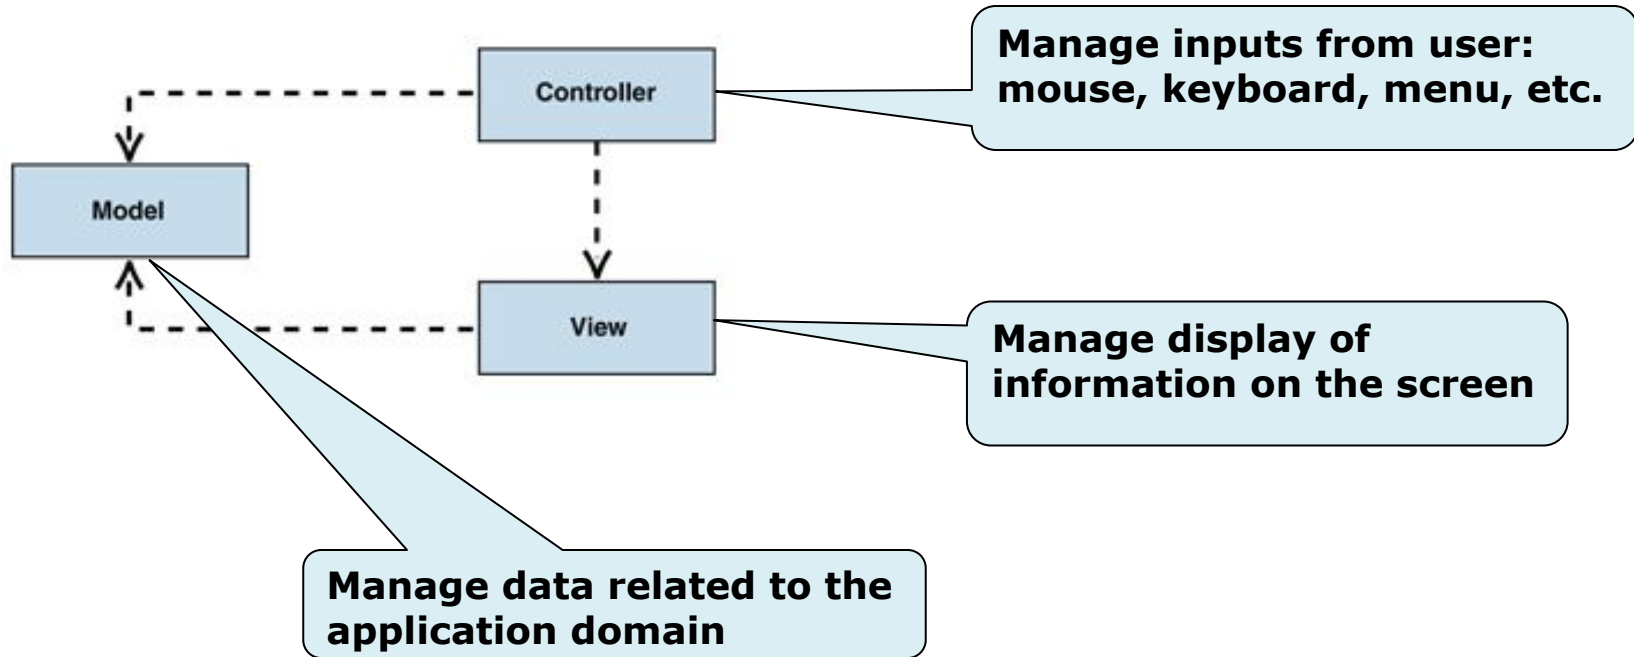 Controller
Manage inputs from user:
mouse, keyboard, menu, etc.
Model
View
Manage display of
information on the screen
Manage data related to the
application domain